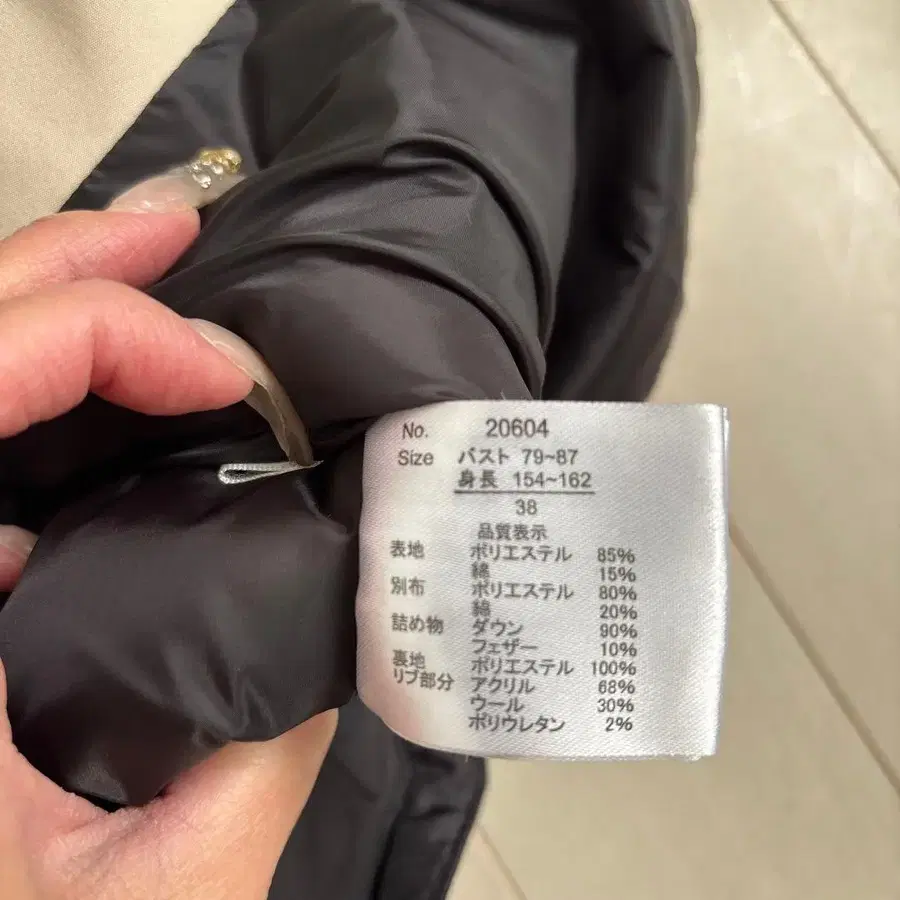 No. 20604
Size バスト 79~87
身長 154~162
38
品質表示
表地 ポリエステル 85%
綿 15%
別布 ポリエステル 80%
綿 20%
詰め物 ダウン 90%
フェザー 10%
裏地 ポリエステル 100%
リブ部分 アクリル 68%
ウール 30%
ポリウレタン 2%